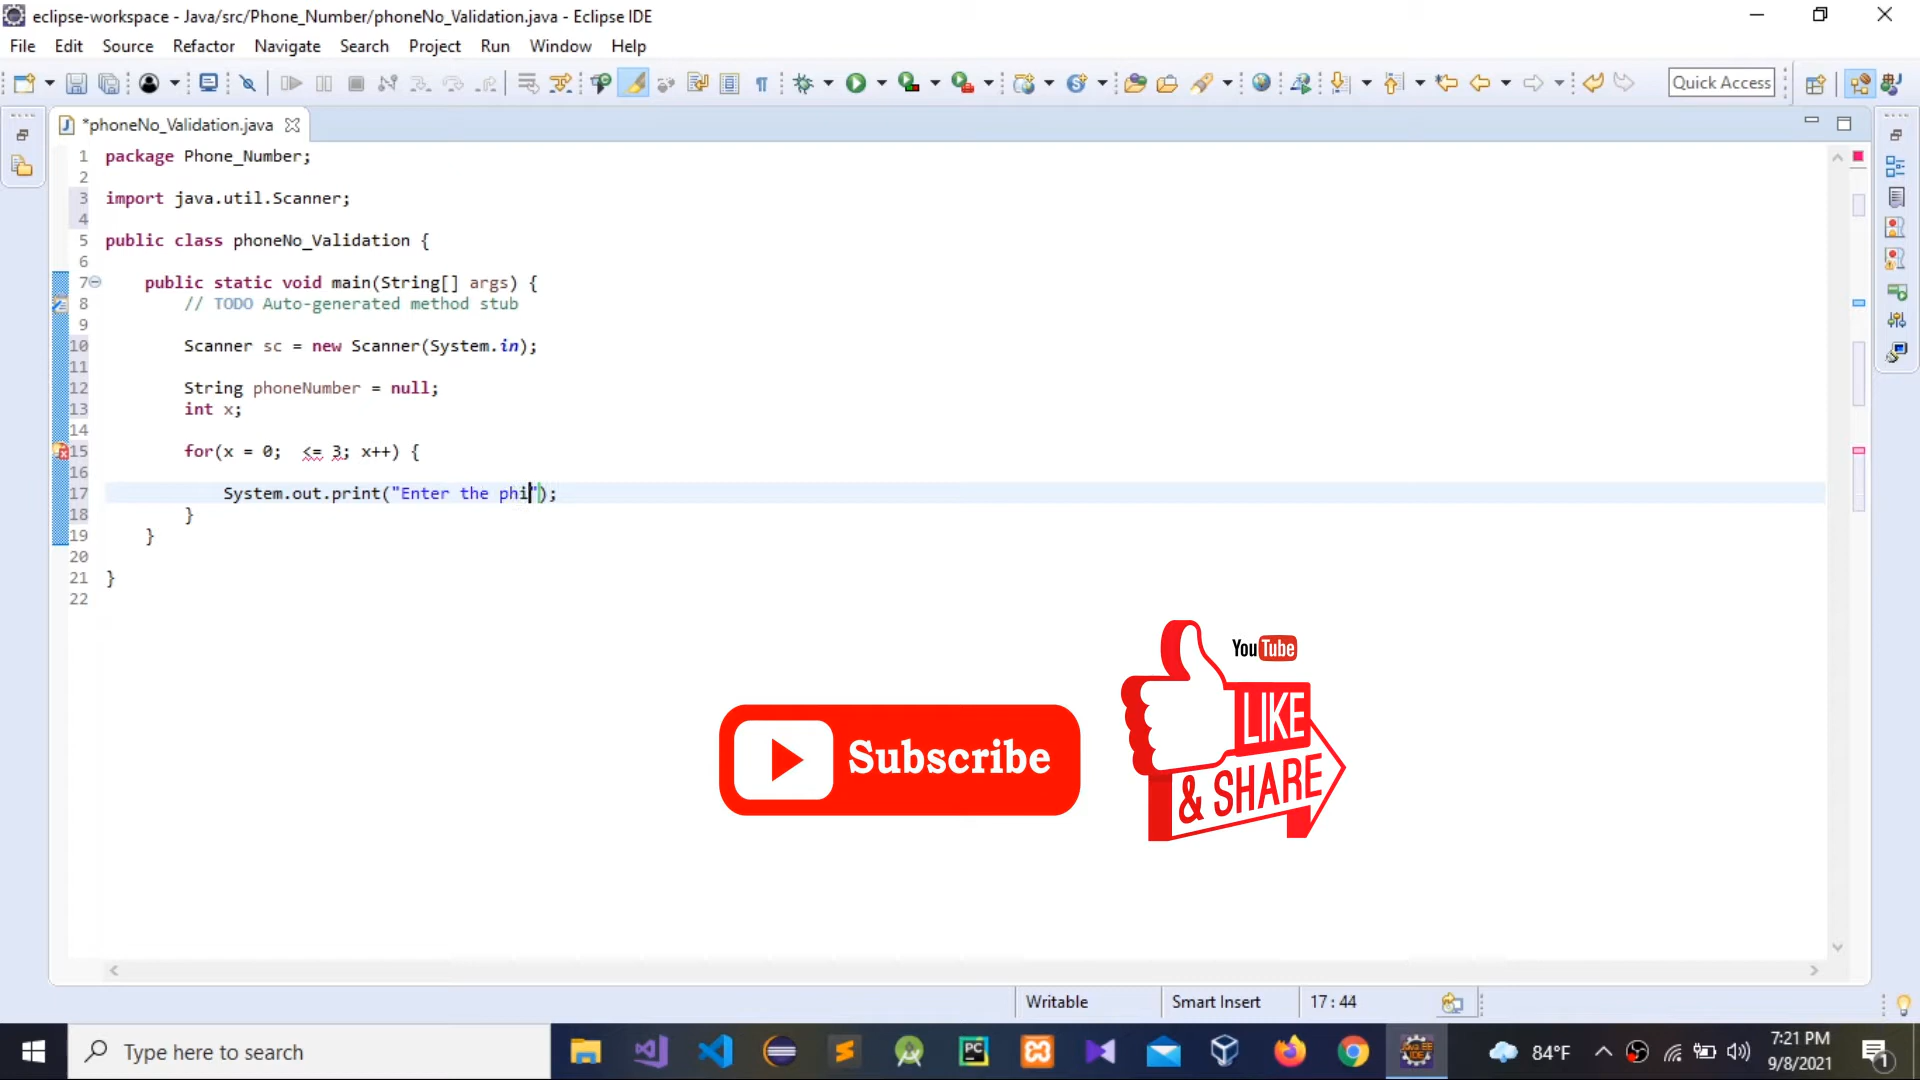 eclipse-workspace - Java/src/Phone_Number/phoneNo_Validation.java - Eclipse IDE
File Edit Source Refactor Navigate Search Project Run Window Help
Quick Access
*phoneNo_Validation.java
1 package Phone_Number;
2
3 import java.util.Scanner;
4
5 public class phoneNo_Validation {
6
7 public static void main(String[] args) {
8 // TODO Auto-generated method stub
9
10 Scanner sc = new Scanner(System.in);
11
12 String phoneNumber = null;
13 int x;
14
15 for(x = 0;  <= 3; x++) {
16
17 System.out.print("Enter the phi");
18 }
19 }
20
21 }
22
YouTube
LIKE
& SHARE
Subscribe
Writable Smart Insert 17 : 44
Type here to search
PC
84°F
7:21 PM
9/8/2021
1